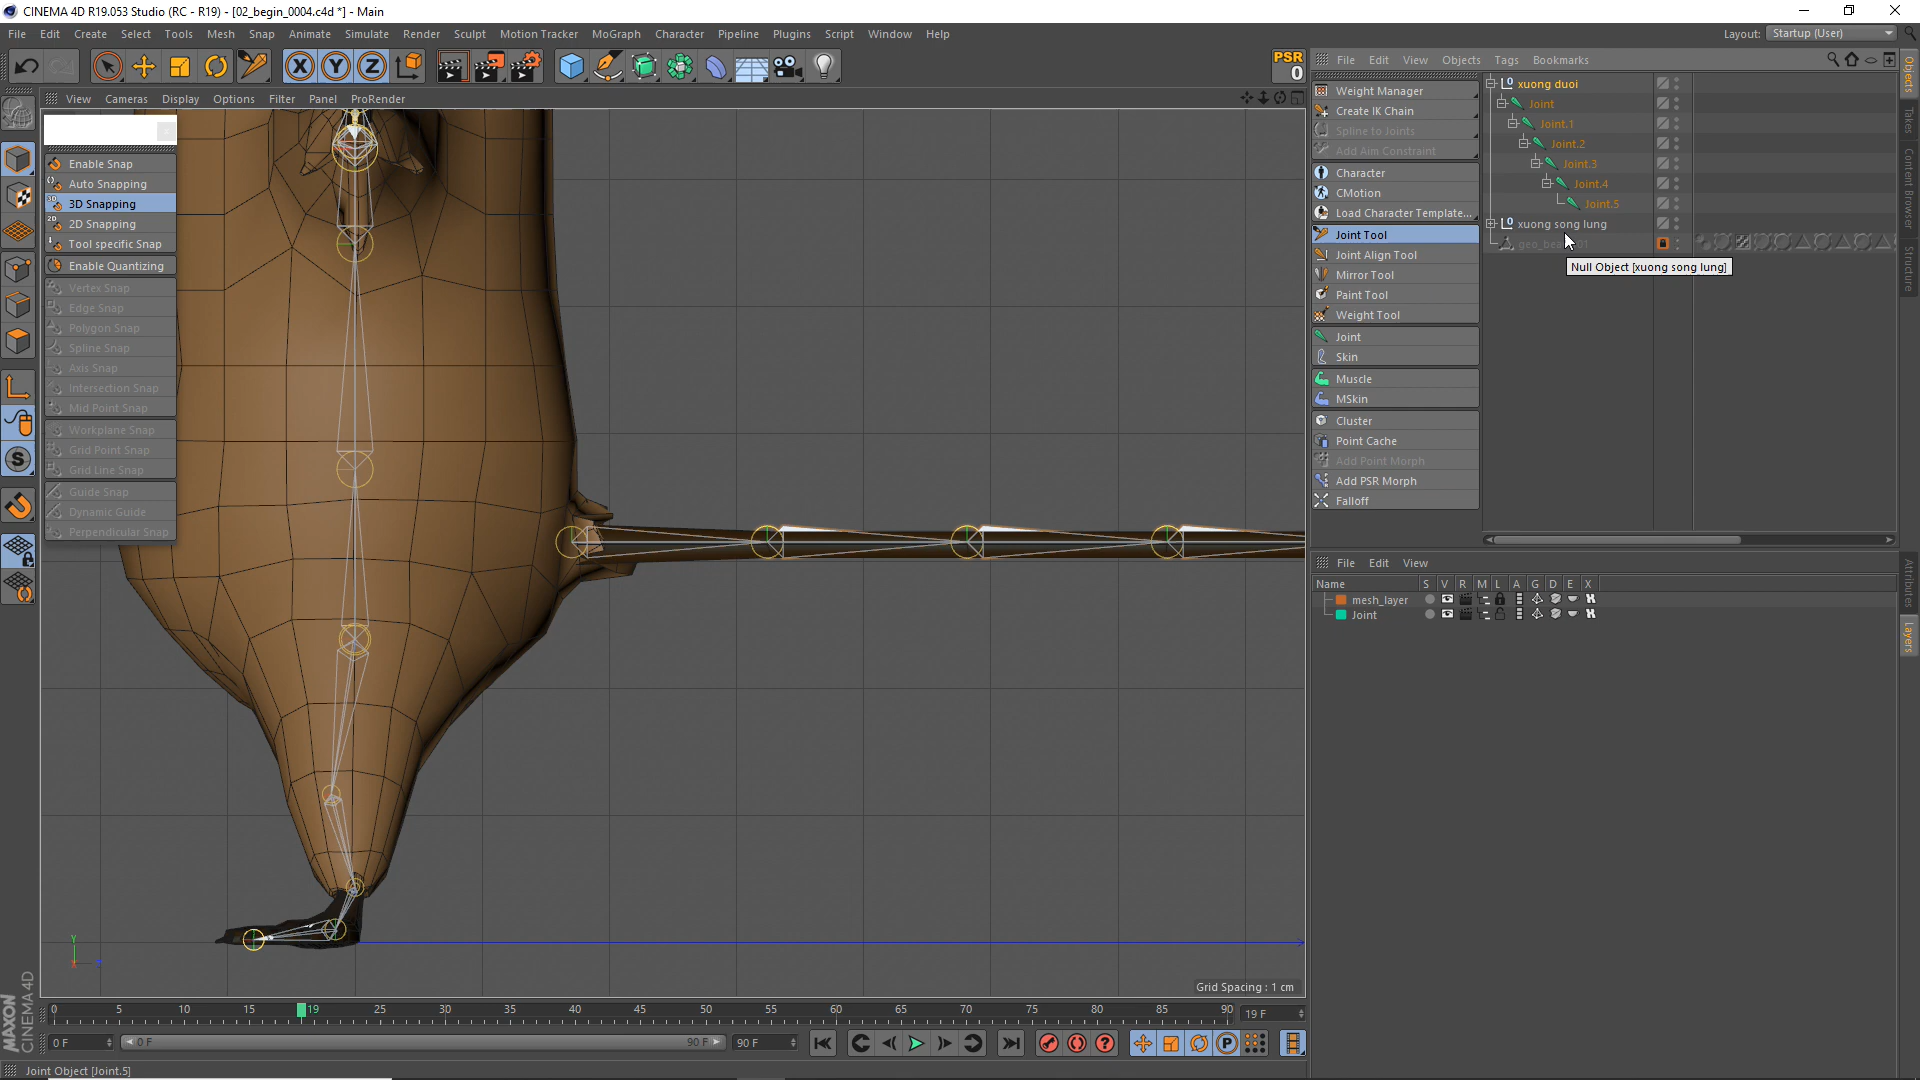 CINEMA 4D R19.053 Studio (RC - R19) - [02_begin_0004.c4d *] - Main
File Edit Create Select Tools Mesh Snap Animate Simulate Render Sculpt Motion Tracker MoGraph Character Pipeline Plugins Script Window Help
Layout: Startup (User)
X Y Z
PSR
0
View Cameras Display Options Filter Panel ProRender
Enable Snap
Auto Snapping
3D Snapping
2D Snapping
Tool specific Snap
Enable Quantizing
Vertex Snap
Edge Snap
Polygon Snap
Spline Snap
Axis Snap
Intersection Snap
Mid Point Snap
Workplane Snap
Grid Point Snap
Grid Line Snap
Guide Snap
Dynamic Guide
Perpendicular Snap
Grid Spacing : 1 cm
File Edit View Objects Tags Bookmarks
Weight Manager
Create IK Chain
Spline to Joints
Add Aim Constraint
Character
CMotion
Load Character Template...
Joint Tool
Joint Align Tool
Mirror Tool
Paint Tool
Weight Tool
Joint
Skin
Muscle
MSkin
Cluster
Point Cache
Add Point Morph
Add PSR Morph
Falloff
xuong duoi
Joint
Joint.1
Joint.2
Joint.3
Joint.4
Joint.5
xuong song lung
Null Object [xuong song lung]
Objects
Takes
Content Browser
Structure
File Edit View
Name S V R M L A G D E X
mesh_layer
Joint
Attributes
Layers
0 5 10 15 19 25 30 35 40 45 50 55 60 65 70 75 80 85 90
19 F
0 F
0 F
90 F
90 F
MAXON
CINEMA 4D
Joint Object [Joint.5]